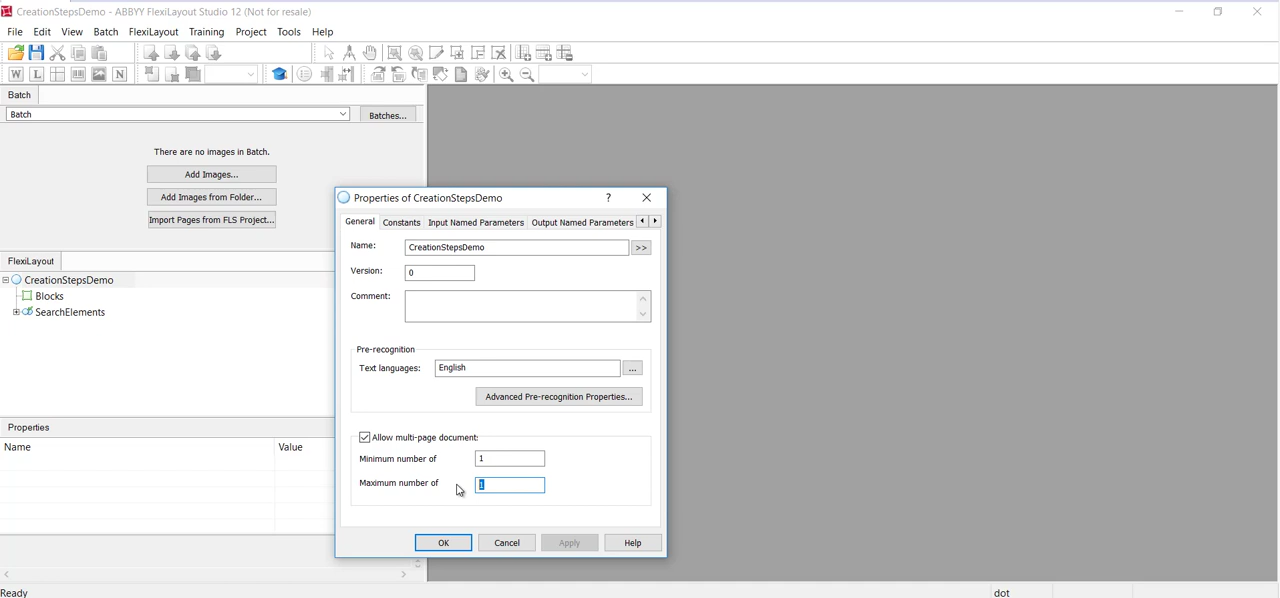 CreationStepsDemo - ABBYY FlexiLayout Studio 12 (Not for resale)
File Edit View Batch FlexiLayout Training Project Tools Help
W L N
Batch
Batch
Batches...
There are no images in Batch.
Add Images...
Add Images from Folder...
Import Pages from FLS Project...
FlexiLayout
CreationStepsDemo
Blocks
SearchElements
Properties
Name Value
Properties of CreationStepsDemo ?
General Constants Input Named Parameters Output Named Parameters
Name: CreationStepsDemo >>
Version: 0
Comment:
Pre-recognition
Text languages: English ...
Advanced Pre-recognition Properties...
Allow multi-page document:
Minimum number of 1
Maximum number of 1
OK Cancel Apply Help
Ready dot